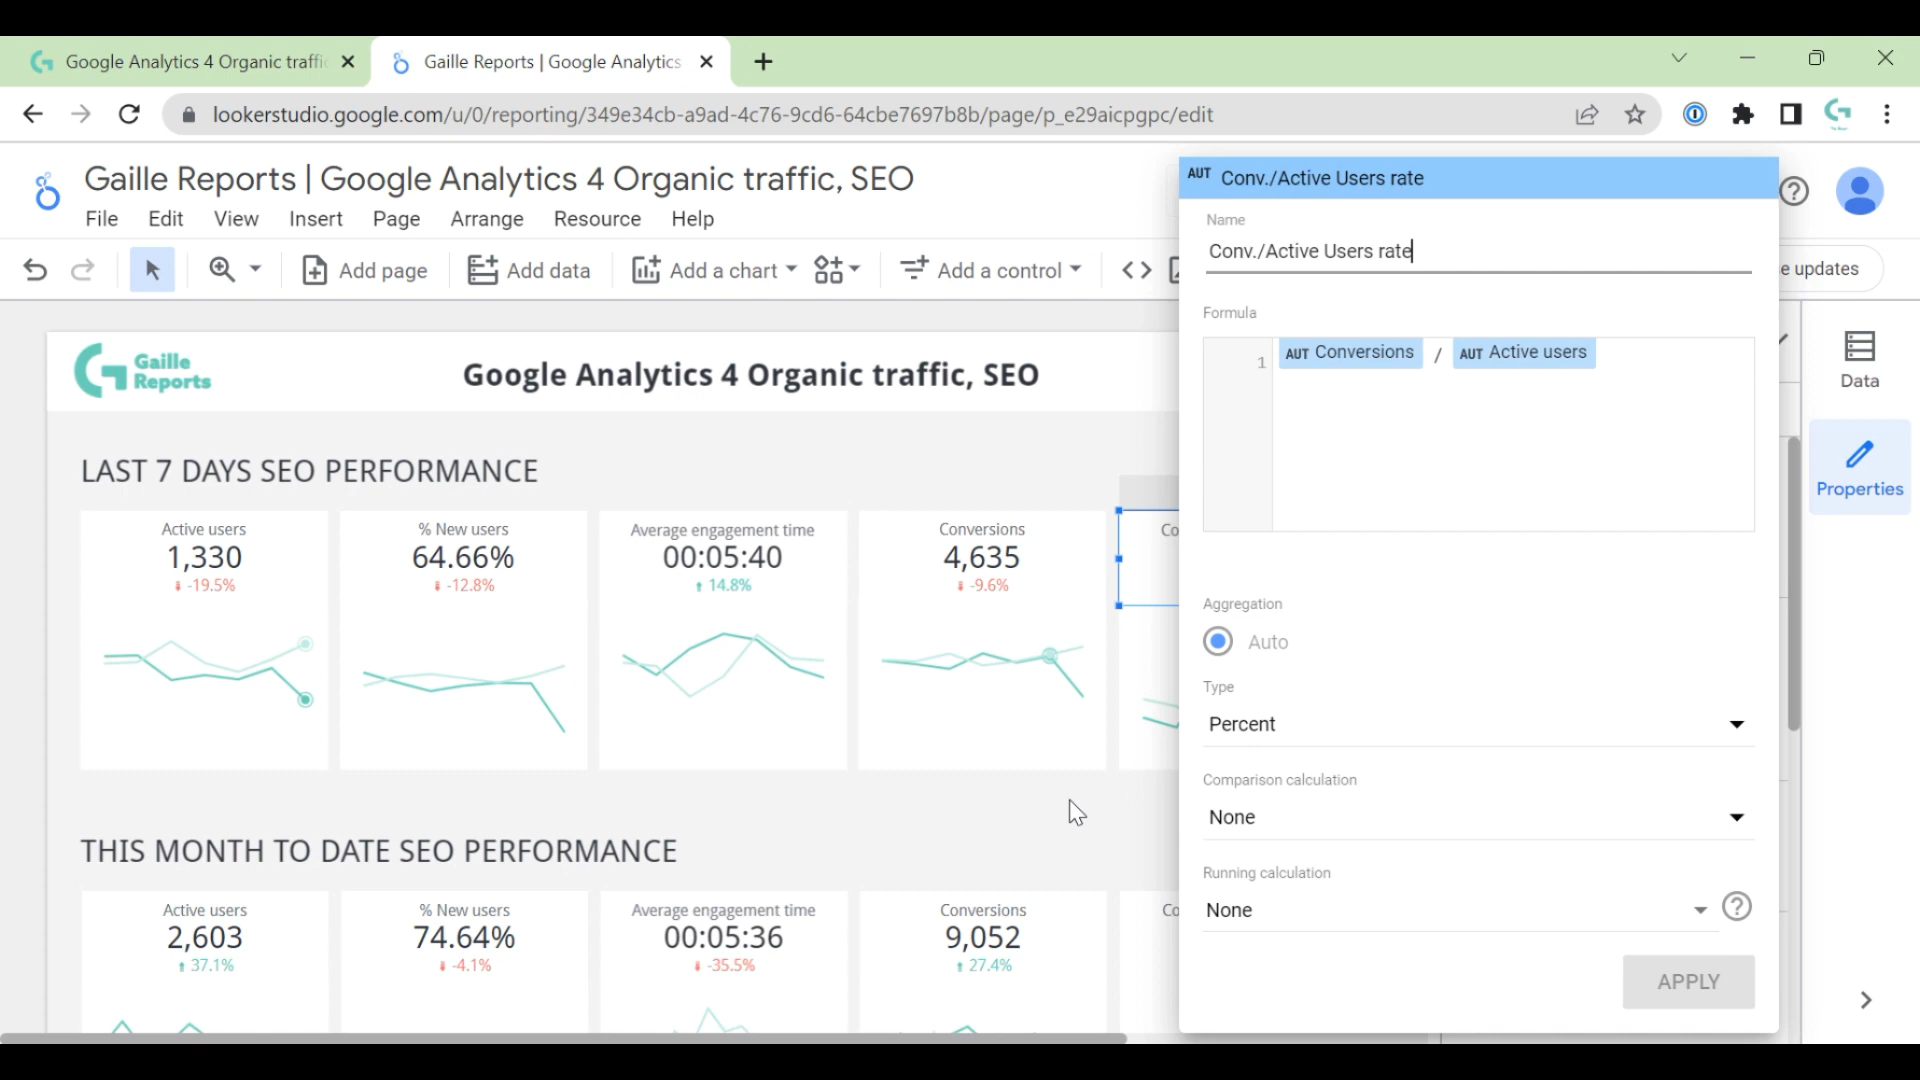 Google Analytics 4 Organic traffic
Gaille Reports | Google Analytics
lookerstudio.google.com/u/0/reporting/349e34cb-a9ad-4c76-9cd6-64cbe7697b8b/page/p_e29aicpgpc/edit
Gaille Reports | Google Analytics 4 Organic traffic, SEO
File Edit View Insert Page Arrange Resource Help
Add page Add data Add a chart Add a control
e updates
Gaille
Reports
Google Analytics 4 Organic traffic, SEO
LAST 7 DAYS SEO PERFORMANCE
Active users % New users Average engagement time Conversions Co
1,330 64.66% 00:05:40 4,635
-19.5% -12.8% 14.8% -9.6%
THIS MONTH TO DATE SEO PERFORMANCE
Active users % New users Average engagement time Conversions Co
2,603 74.64% 00:05:36 9,052
37.1% -4.1% -35.5% 27.4%
AUT Conv./Active Users rate
Name
Conv./Active Users rate
Formula
1 AUT Conversions / AUT Active users
Aggregation
Auto
Type
Percent
Comparison calculation
None
Running calculation
None
APPLY
Data
Properties